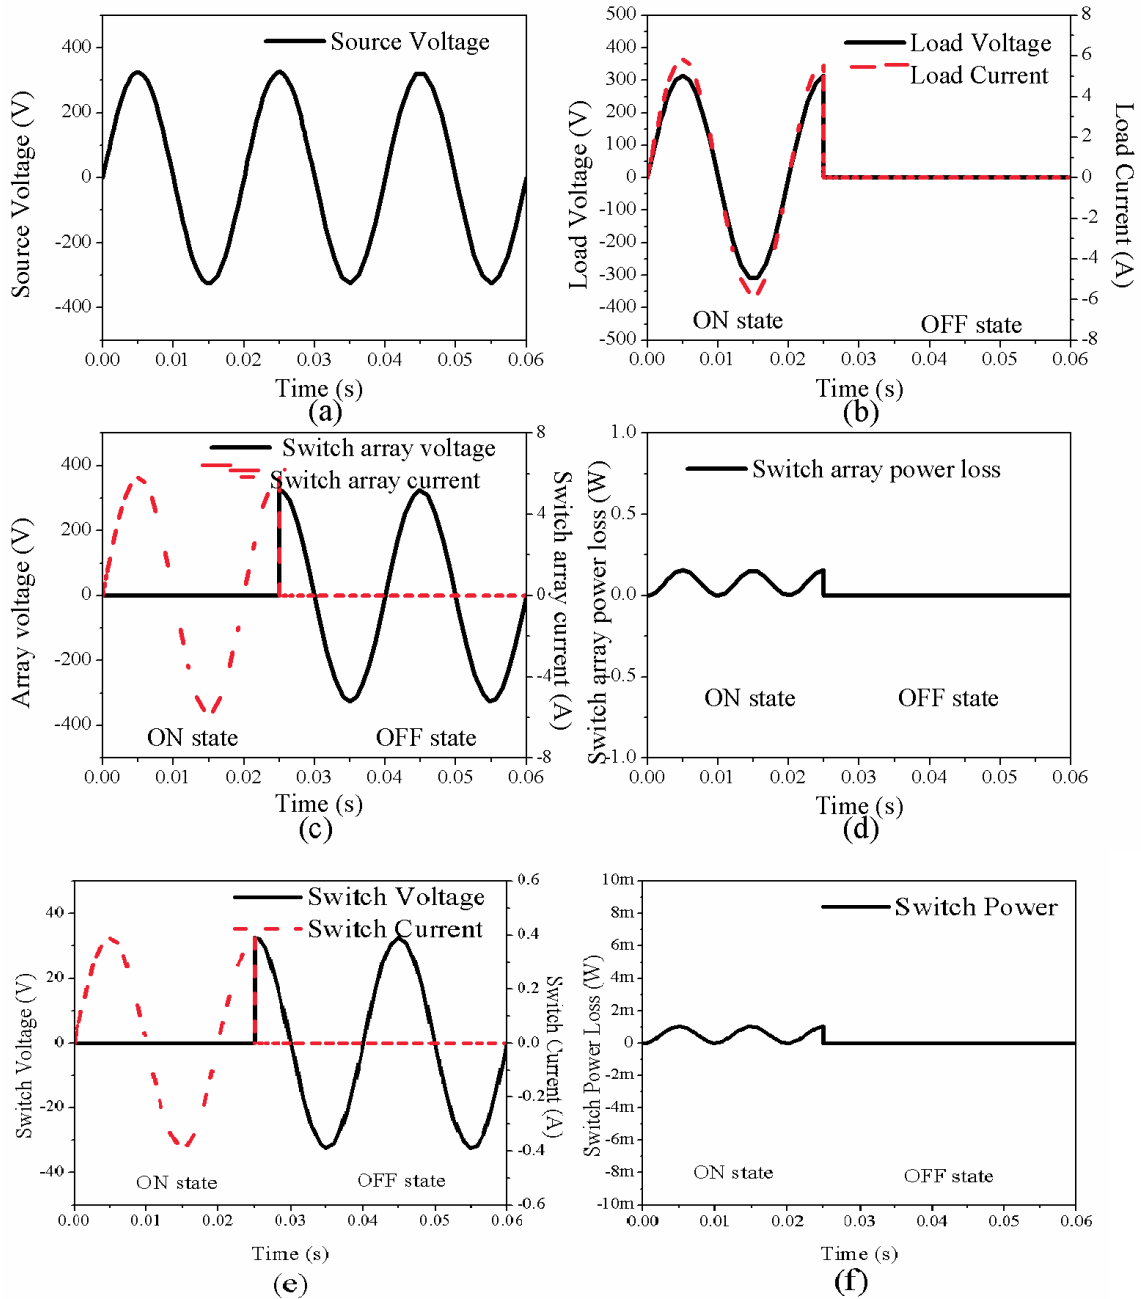 Source Voltage
Source Voltage (V)
400
200
0
-200
-400
0.00 0.01 0.02 0.03 0.04 0.05 0.06
Time (s)
(a)
Load Voltage
Load Current
Load Voltage (V)
500
400
300
200
100
0
-100
-200
-300
-400
-500
8
6
4
2
0
-2
-4
-6
-8
Load Current (A)
ON state OFF state
0.00 0.01 0.02 0.03 0.04 0.05 0.06
Time (s)
(b)
Switch array voltage
Switch array current
Array voltage (V)
400
200
0
-200
-400
8
4
0
-4
-8
Switch array current (A)
ON state OFF state
0.00 0.01 0.02 0.03 0.04 0.05 0.06
Time (s)
(c)
Switch array power loss
Switch array power loss (W)
1.0
0.5
0.0
-0.5
-1.0
ON state OFF state
0.00 0.01 0.02 0.03 0.04 0.05 0.06
Time (s)
(d)
Switch Voltage
Switch Current
Switch Voltage (V)
40
20
0
-20
-40
0.6
0.4
0.2
0.0
-0.2
-0.4
-0.6
Switch Current (A)
ON state OFF state
0.00 0.01 0.02 0.03 0.04 0.05 0.06
Time (s)
(e)
Switch Power
Switch Power Loss (W)
10m
8m
6m
4m
2m
0
-2m
-4m
-6m
-8m
-10m
ON state OFF state
0.00 0.01 0.02 0.03 0.04 0.05 0.06
Time (s)
(f)